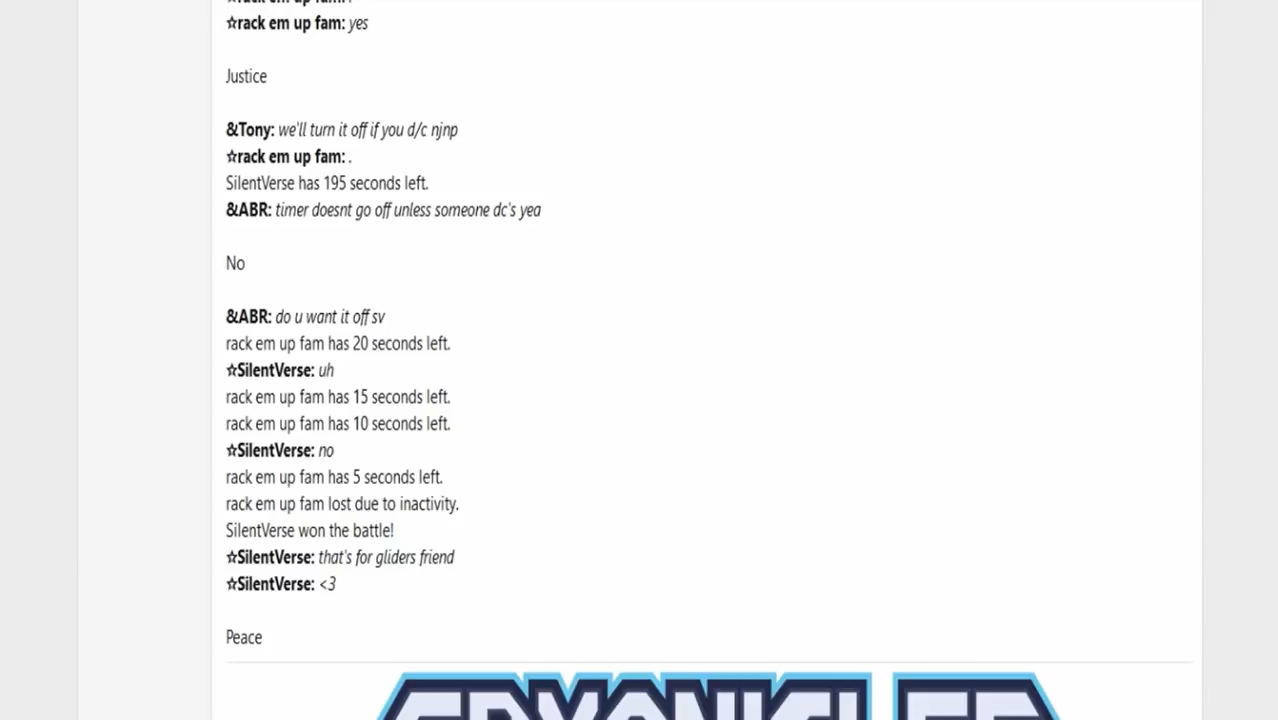 ☆rack em up fam: yes
Justice
&Tony: we'll turn it off if you d/c njnp
☆rack em up fam: .
SilentVerse has 195 seconds left.
&ABR: timer doesnt go off unless someone dc's yea
No
&ABR: do u want it off sv
rack em up fam has 20 seconds left.
☆SilentVerse: uh
rack em up fam has 15 seconds left.
rack em up fam has 10 seconds left.
☆SilentVerse: no
rack em up fam has 5 seconds left.
rack em up fam lost due to inactivity.
SilentVerse won the battle!
☆SilentVerse: that's for gliders friend
☆SilentVerse: <3
Peace